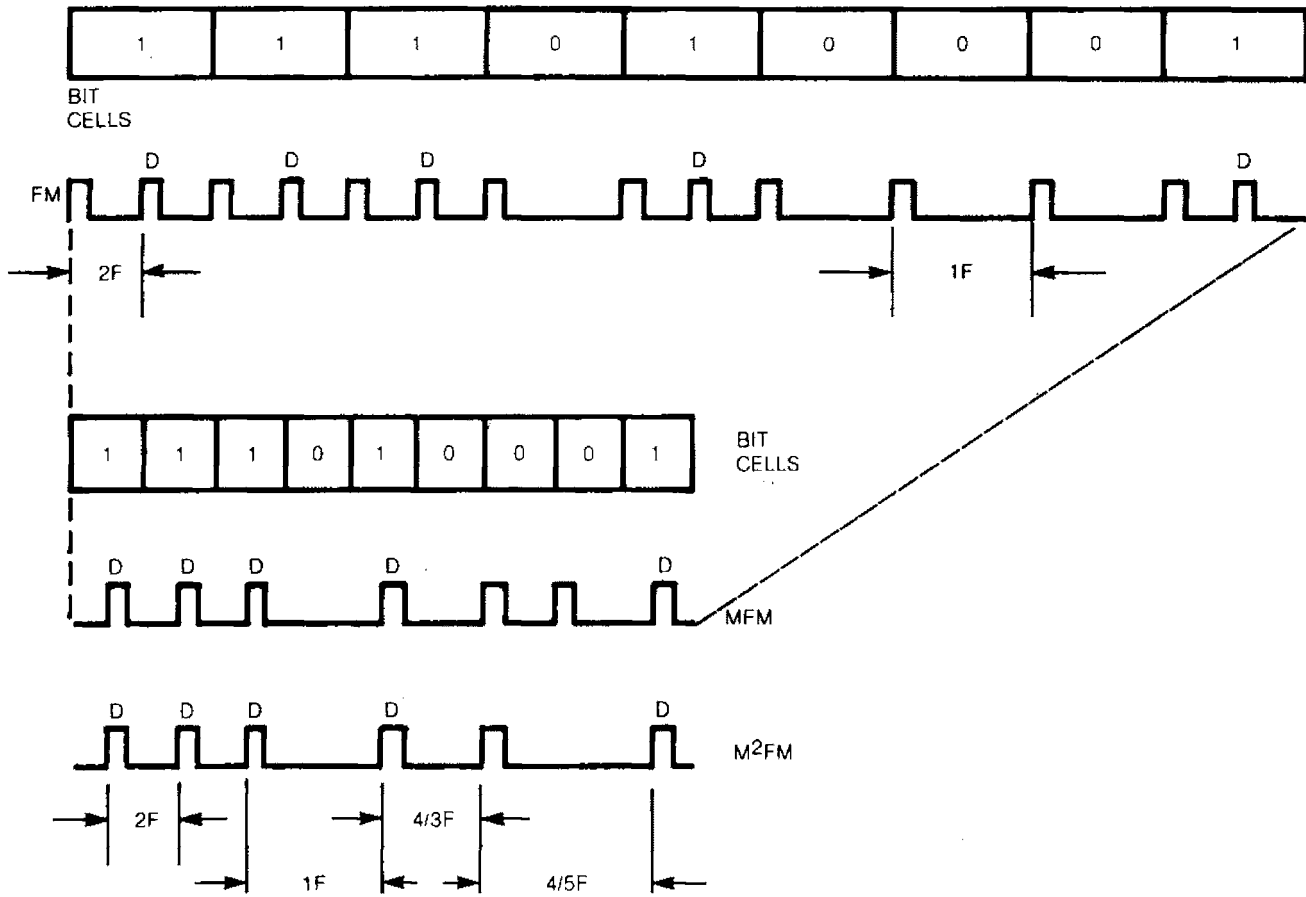 1 1 1 0 1 0 0 0 1
BIT
CELLS
D D D D D
FM
2F 1F
1 1 1 0 1 0 0 0 1
BIT
CELLS
D D D D D
MFM
D D D D D
M²FM
2F 4/3F
1F 4/5F